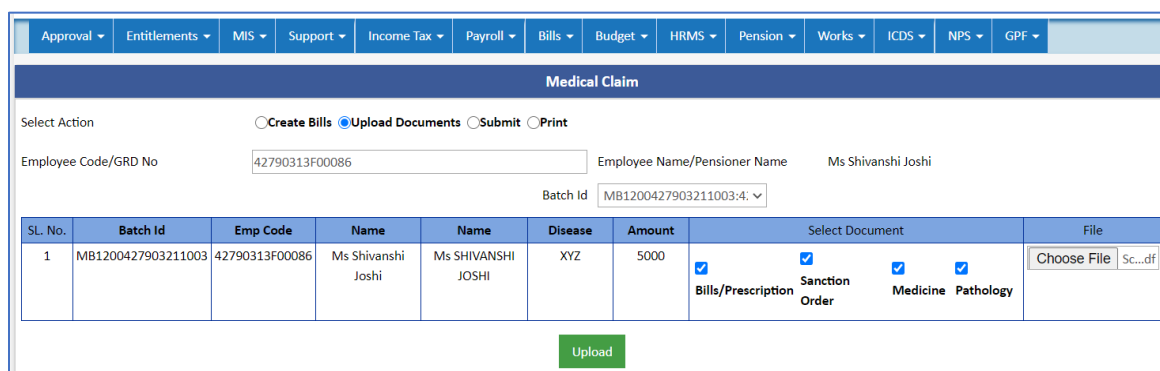 Approval Entitlements MIS Support Income Tax Payroll Bills Budget HRMS Pension Works ICDS NPS GPF
Medical Claim
Select Action Create Bills Upload Documents Submit Print
Employee Code/GRD No 42790313F00086 Employee Name/Pensioner Name Ms Shivanshi Joshi
Batch Id MB1200427903211003:4
SL. No. Batch Id Emp Code Name Name Disease Amount Select Document File
1 MB1200427903211003 42790313F00086 Ms Shivanshi Joshi Ms SHIVANSHI JOSHI XYZ 5000 Bills/Prescription Sanction Order Medicine Pathology Choose File Sc...df
Upload